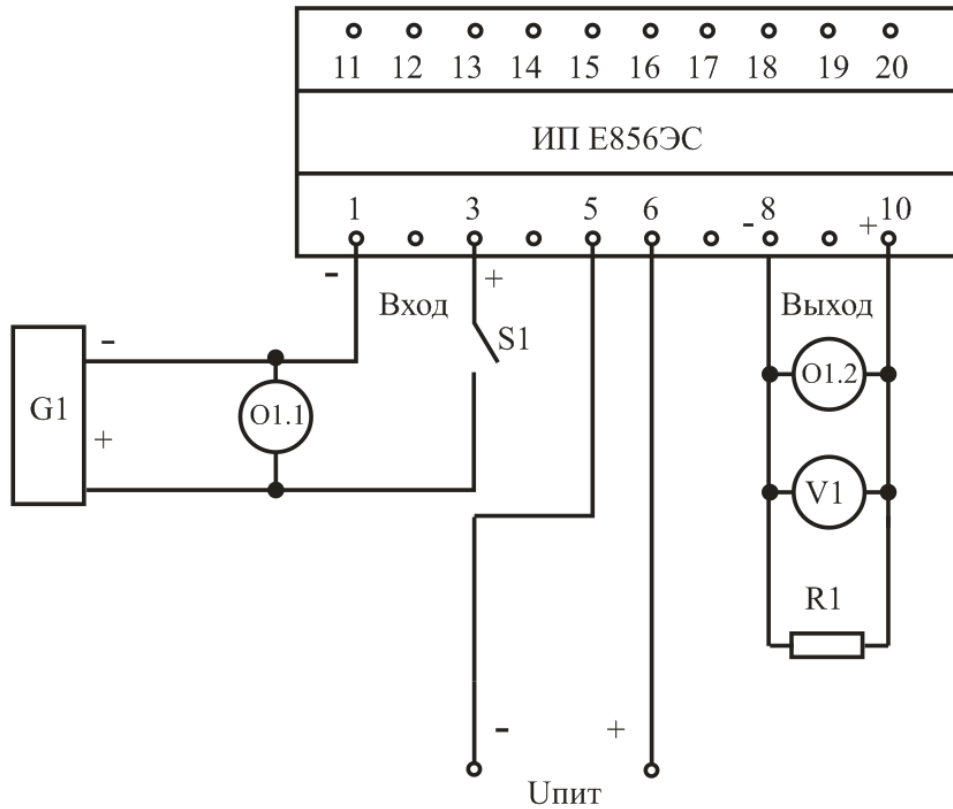 11 12 13 14 15 16 17 18 19 20
ИП Е856ЭС
1 3 5 6 - 8 + 10
- Вход + Выход
S1
G1 - +
O1.1
O1.2
V1
R1
- +
Uпит